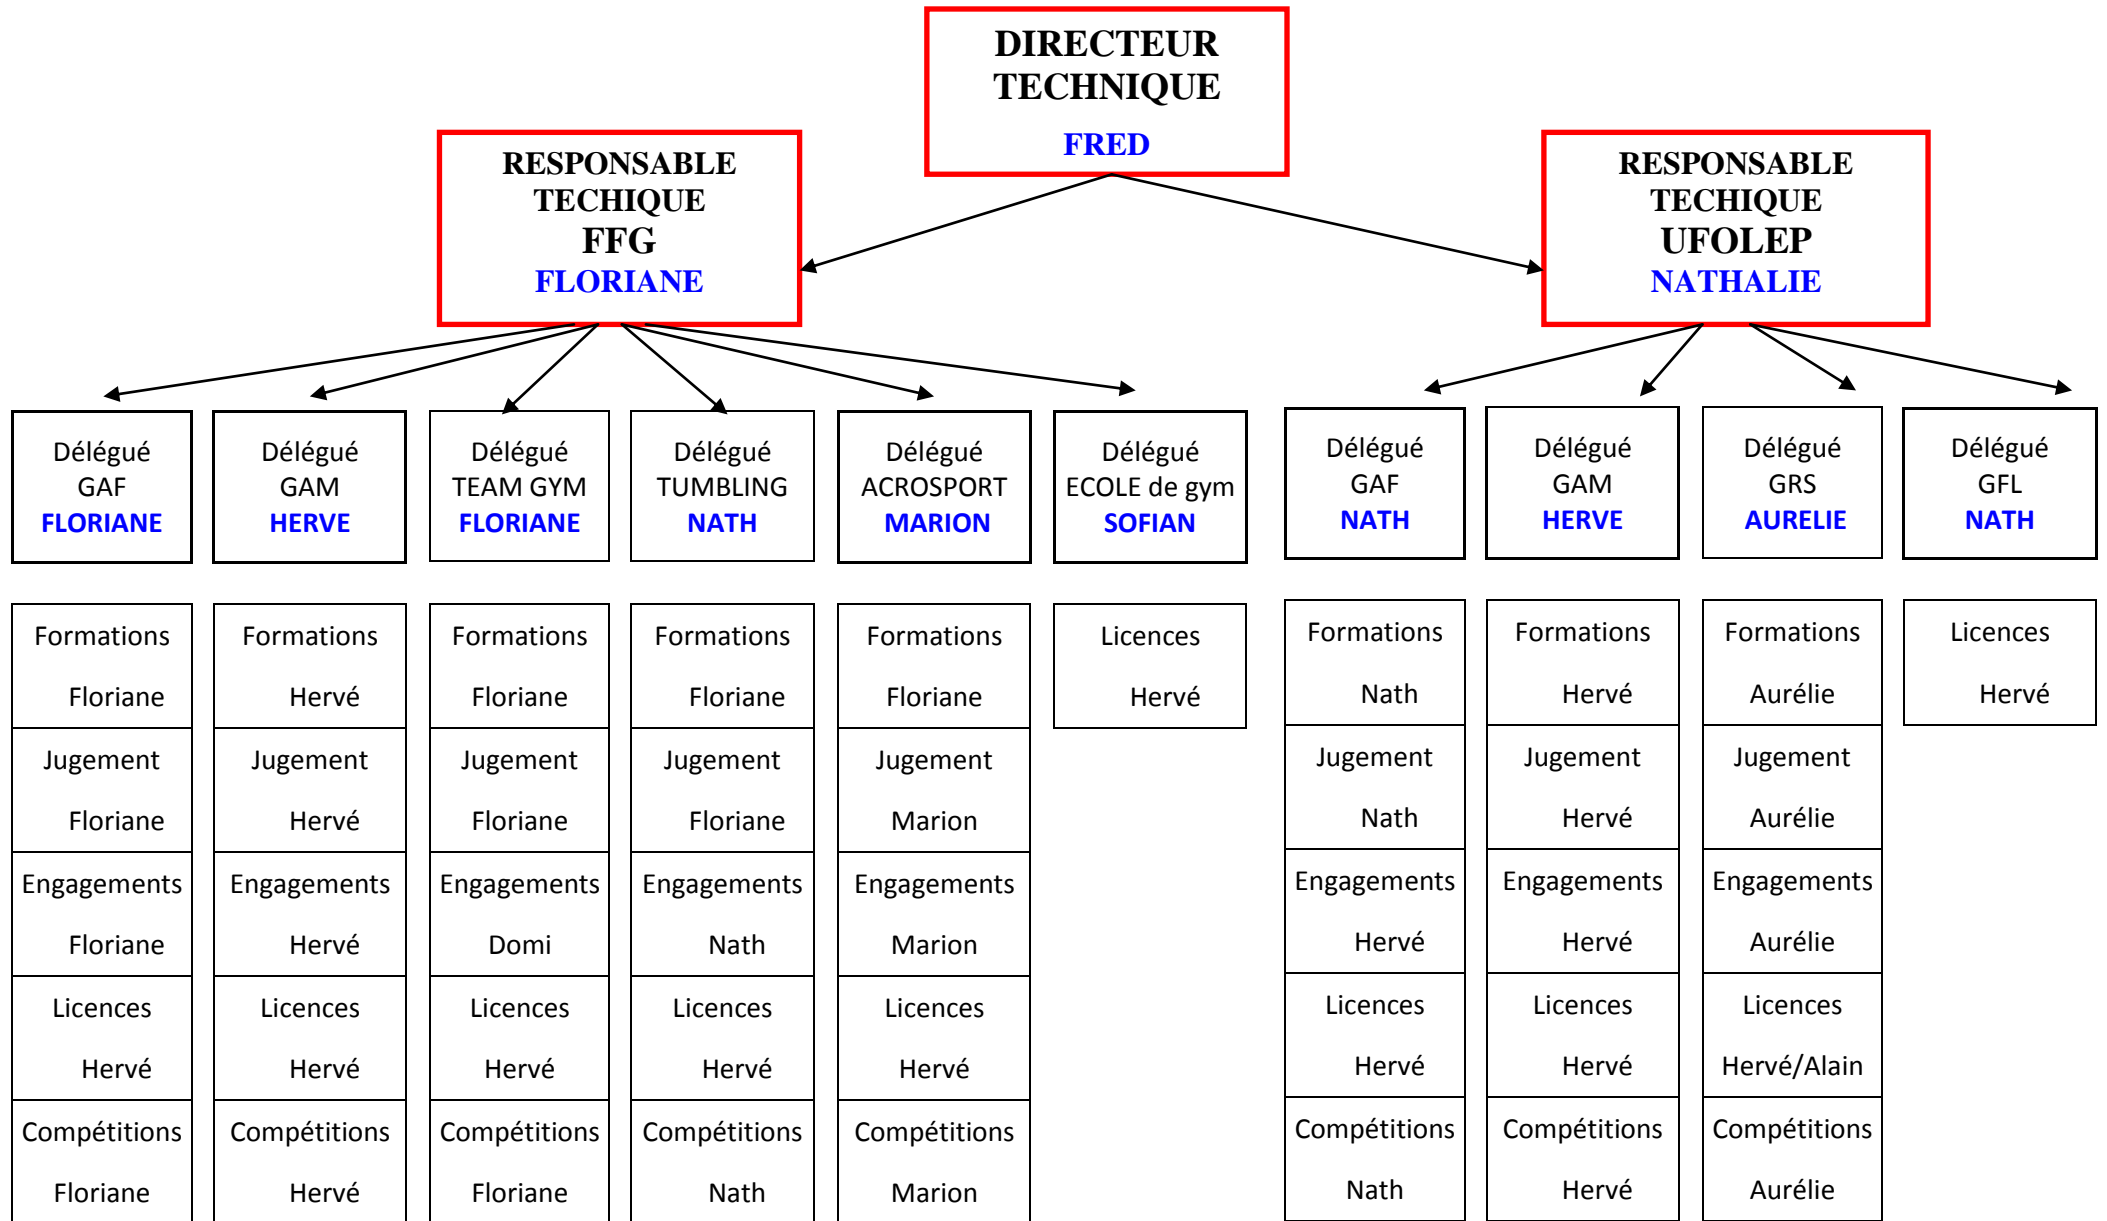 DIRECTEUR
TECHNIQUE
FRED
RESPONSABLE
TECHIQUE
FFG
FLORIANE
RESPONSABLE
TECHIQUE
UFOLEP
NATHALIE
Délégué
GAF
FLORIANE
Délégué
GAM
HERVE
Délégué
TEAM GYM
FLORIANE
Délégué
TUMBLING
NATH
Délégué
ACROSPORT
MARION
Délégué
ECOLE de gym
SOFIAN
Délégué
GAF
NATH
Délégué
GAM
HERVE
Délégué
GRS
AURELIE
Délégué
GFL
NATH
Formations
Floriane
Jugement
Floriane
Engagements
Floriane
Licences
Hervé
Compétitions
Floriane
Formations
Hervé
Jugement
Hervé
Engagements
Hervé
Licences
Hervé
Compétitions
Hervé
Formations
Floriane
Jugement
Floriane
Engagements
Domi
Licences
Hervé
Compétitions
Floriane
Formations
Floriane
Jugement
Floriane
Engagements
Nath
Licences
Hervé
Compétitions
Nath
Formations
Floriane
Jugement
Marion
Engagements
Marion
Licences
Hervé
Compétitions
Marion
Licences
Hervé
Formations
Nath
Jugement
Nath
Engagements
Hervé
Licences
Hervé
Compétitions
Nath
Formations
Hervé
Jugement
Hervé
Engagements
Hervé
Licences
Hervé
Compétitions
Hervé
Formations
Aurélie
Jugement
Aurélie
Engagements
Aurélie
Licences
Hervé/Alain
Compétitions
Aurélie
Licences
Hervé